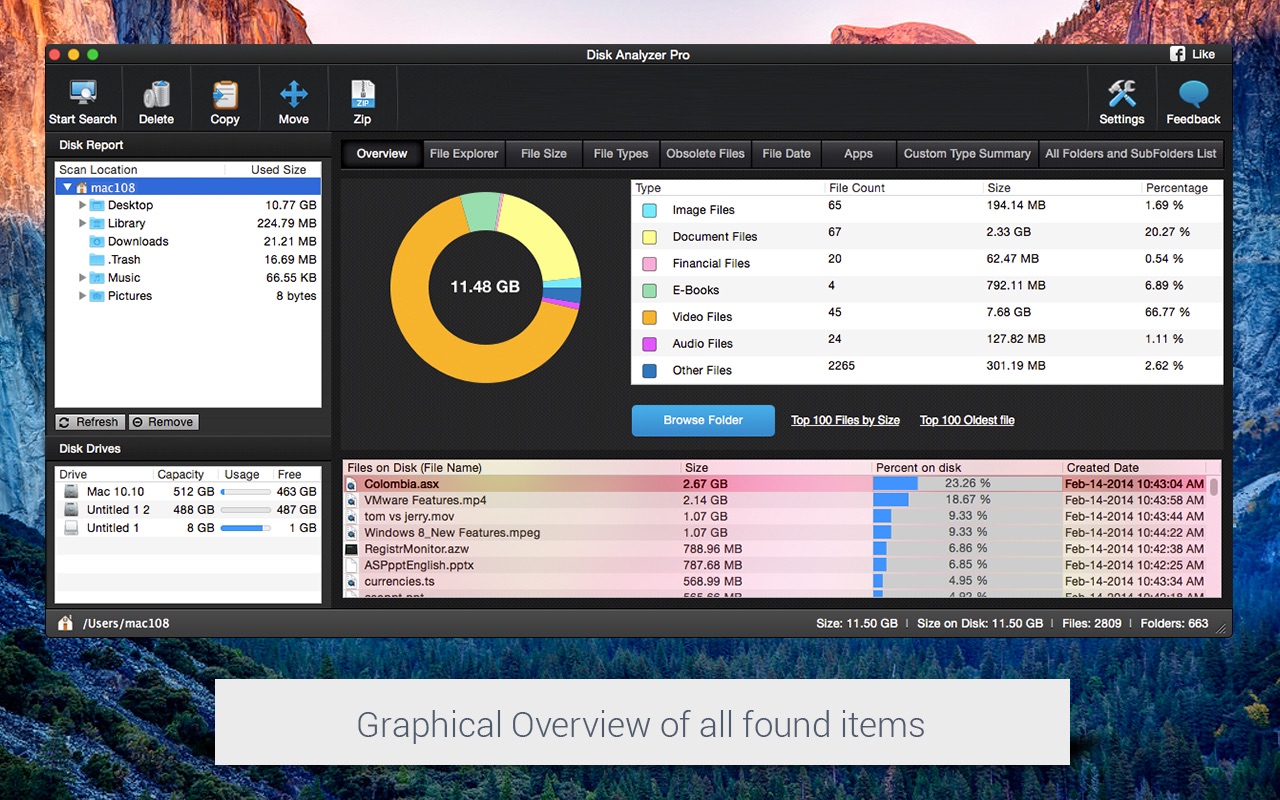 Disk Analyzer Pro
Like
Start Search Delete Copy Move Zip Settings Feedback
ZIP
Disk Report
Scan Location Used Size
mac108
Desktop 10.77 GB
Library 224.79 MB
Downloads 21.21 MB
.Trash 16.69 MB
Music 66.55 KB
Pictures 8 bytes
Refresh Remove
Disk Drives
Drive Capacity Usage Free
Mac 10.10 512 GB 463 GB
Untitled 1 2 488 GB 487 GB
Untitled 1 8 GB 1 GB
Overview File Explorer File Size File Types Obsolete Files File Date Apps Custom Type Summary All Folders and SubFolders List
11.48 GB
Type File Count Size Percentage
Image Files 65 194.14 MB 1.69 %
Document Files 67 2.33 GB 20.27 %
Financial Files 20 62.47 MB 0.54 %
E-Books 4 792.11 MB 6.89 %
Video Files 45 7.68 GB 66.77 %
Audio Files 24 127.82 MB 1.11 %
Other Files 2265 301.19 MB 2.62 %
Browse Folder Top 100 Files by Size Top 100 Oldest file
Files on Disk (File Name) Size Percent on disk Created Date
Colombia.asx 2.67 GB 23.26 % Feb-14-2014 10:43:04 AM
VMware Features.mp4 2.14 GB 18.67 % Feb-14-2014 10:43:58 AM
tom vs jerry.mov 1.07 GB 9.33 % Feb-14-2014 10:43:44 AM
Windows 8_New Features.mpeg 1.07 GB 9.33 % Feb-14-2014 10:44:22 AM
RegistrMonitor.azw 788.96 MB 6.86 % Feb-14-2014 10:42:38 AM
ASPpptEnglish.pptx 787.68 MB 6.85 % Feb-14-2014 10:42:25 AM
currencies.ts 568.99 MB 4.95 % Feb-14-2014 10:43:34 AM
/Users/mac108
Size: 11.50 GB | Size on Disk: 11.50 GB | Files: 2809 | Folders: 663
Graphical Overview of all found items